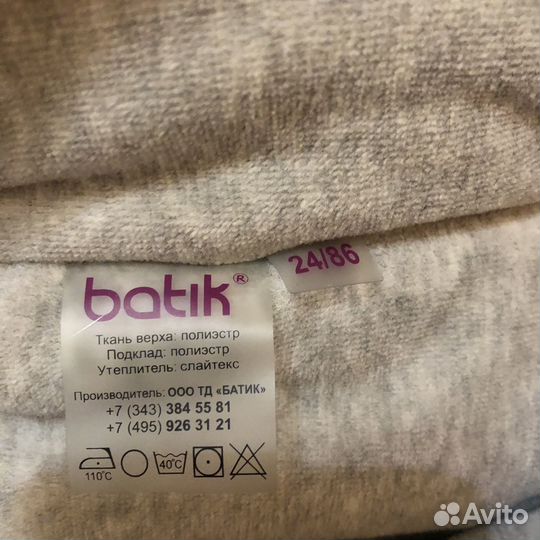 batik®
24/86
Ткань верха: полиэстр
Подклад: полиэстр
Утеплитель: слайтекс
Производитель: ООО ТД «БАТИК»
+7 (343) 384 55 81
+7 (495) 926 31 21
110°C
40°C
Avito